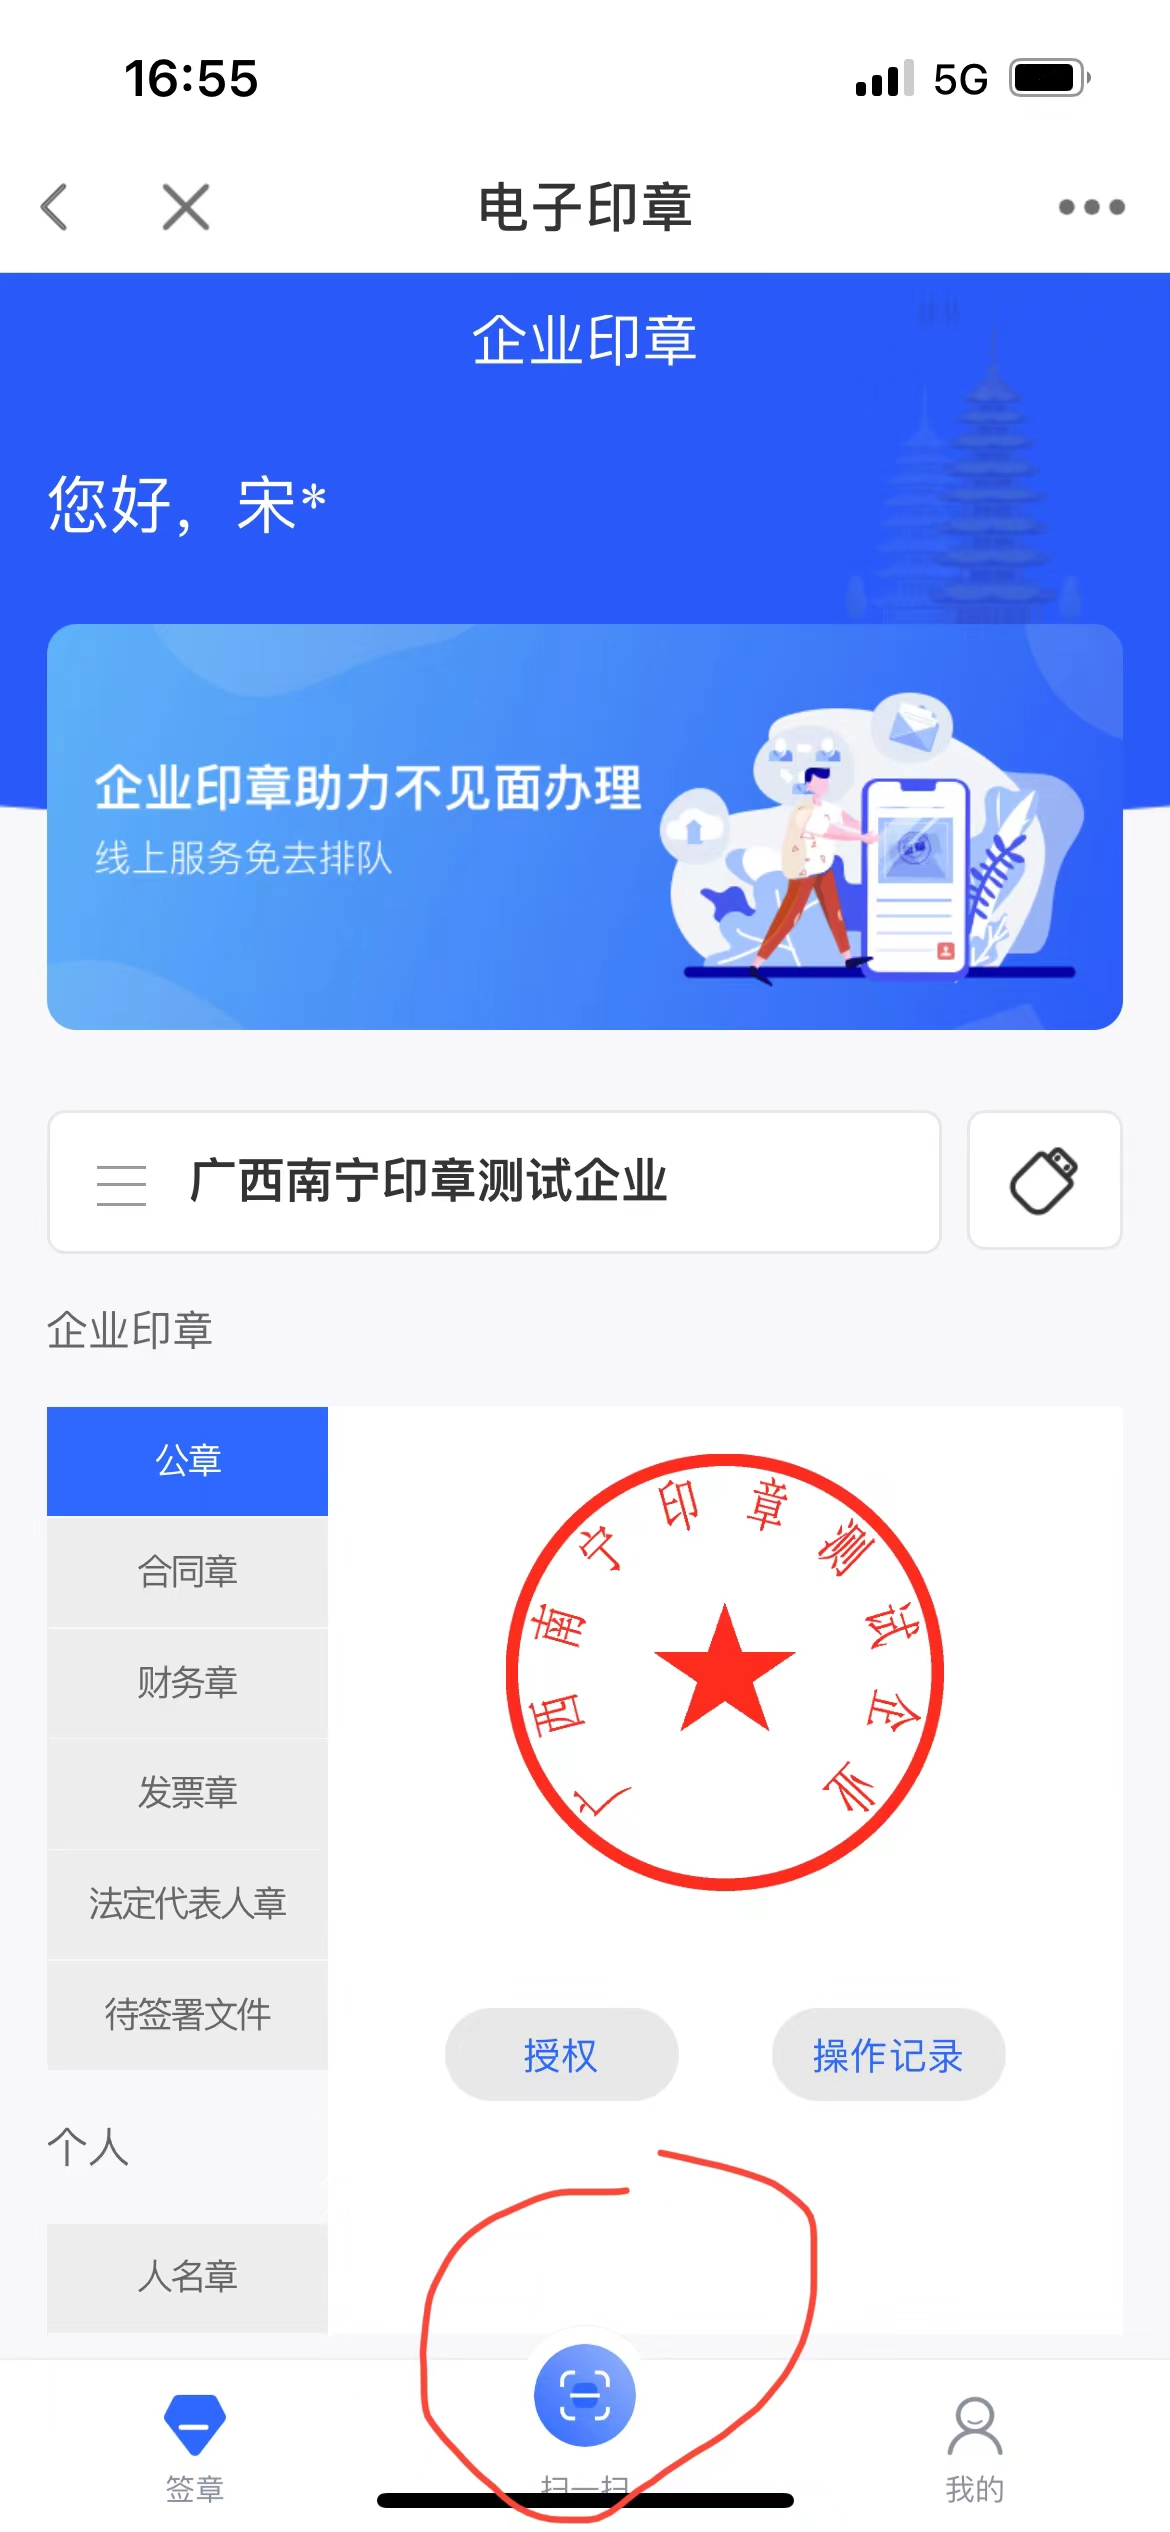 16:55
5G
电子印章
企业印章
您好，宋*
企业印章助力不见面办理
线上服务免去排队
广西南宁印章测试企业
企业印章
公章
合同章
财务章
发票章
法定代表人章
待签署文件
广西南宁印章测试企业
授权
操作记录
个人
人名章
签章
扫一扫
我的